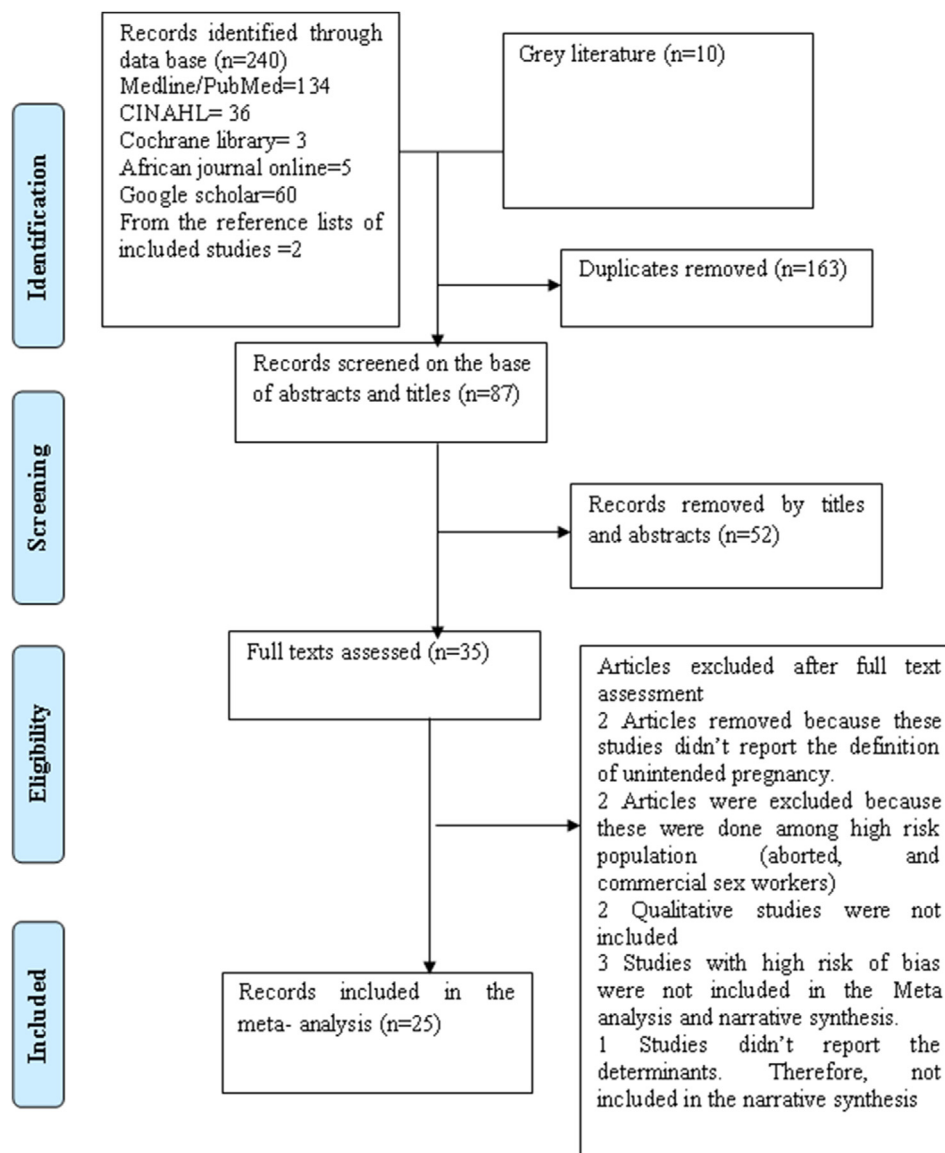 Records identified through
data base (n=240)
Medline/PubMed=134
CINAHL= 36
Cochrane library= 3
African journal online=5
Google scholar=60
From the reference lists of
included studies =2
Grey literature (n=10)
Identification
Duplicates removed (n=163)
Records screened on the base
of abstracts and titles (n=87)
Screening
Records removed by titles
and abstracts (n=52)
Full texts assessed (n=35)
Eligibility
Articles excluded after full text
assessment
2 Articles removed because these
studies didn't report the definition
of unintended pregnancy.
2 Articles were excluded because
these were done among high risk
population (aborted, and
commercial sex workers)
2 Qualitative studies were not
included
3 Studies with high risk of bias
were not included in the Meta
analysis and narrative synthesis.
1 Studies didn't report the
determinants. Therefore, not
included in the narrative synthesis
Records included in the
meta- analysis (n=25)
Included